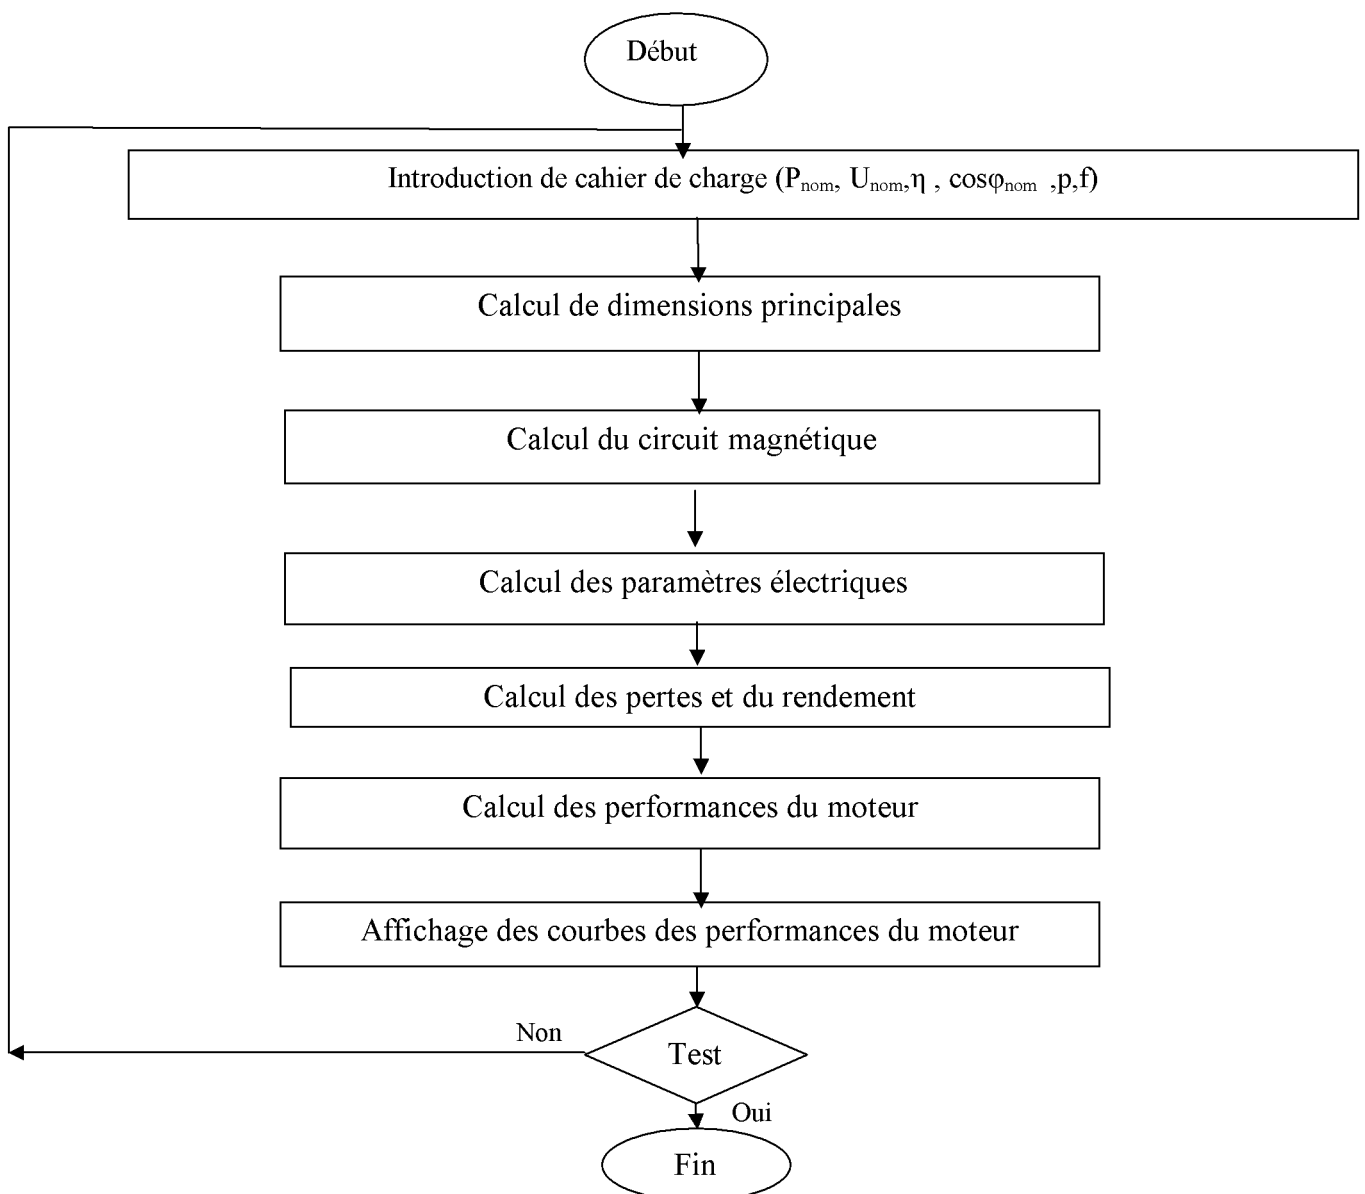 Début
Introduction de cahier de charge (Pnom, Unom,η , cosφnom ,p,f)
Calcul de dimensions principales
Calcul du circuit magnétique
Calcul des paramètres électriques
Calcul des pertes et du rendement
Calcul des performances du moteur
Affichage des courbes des performances du moteur
Non
Test
Oui
Fin